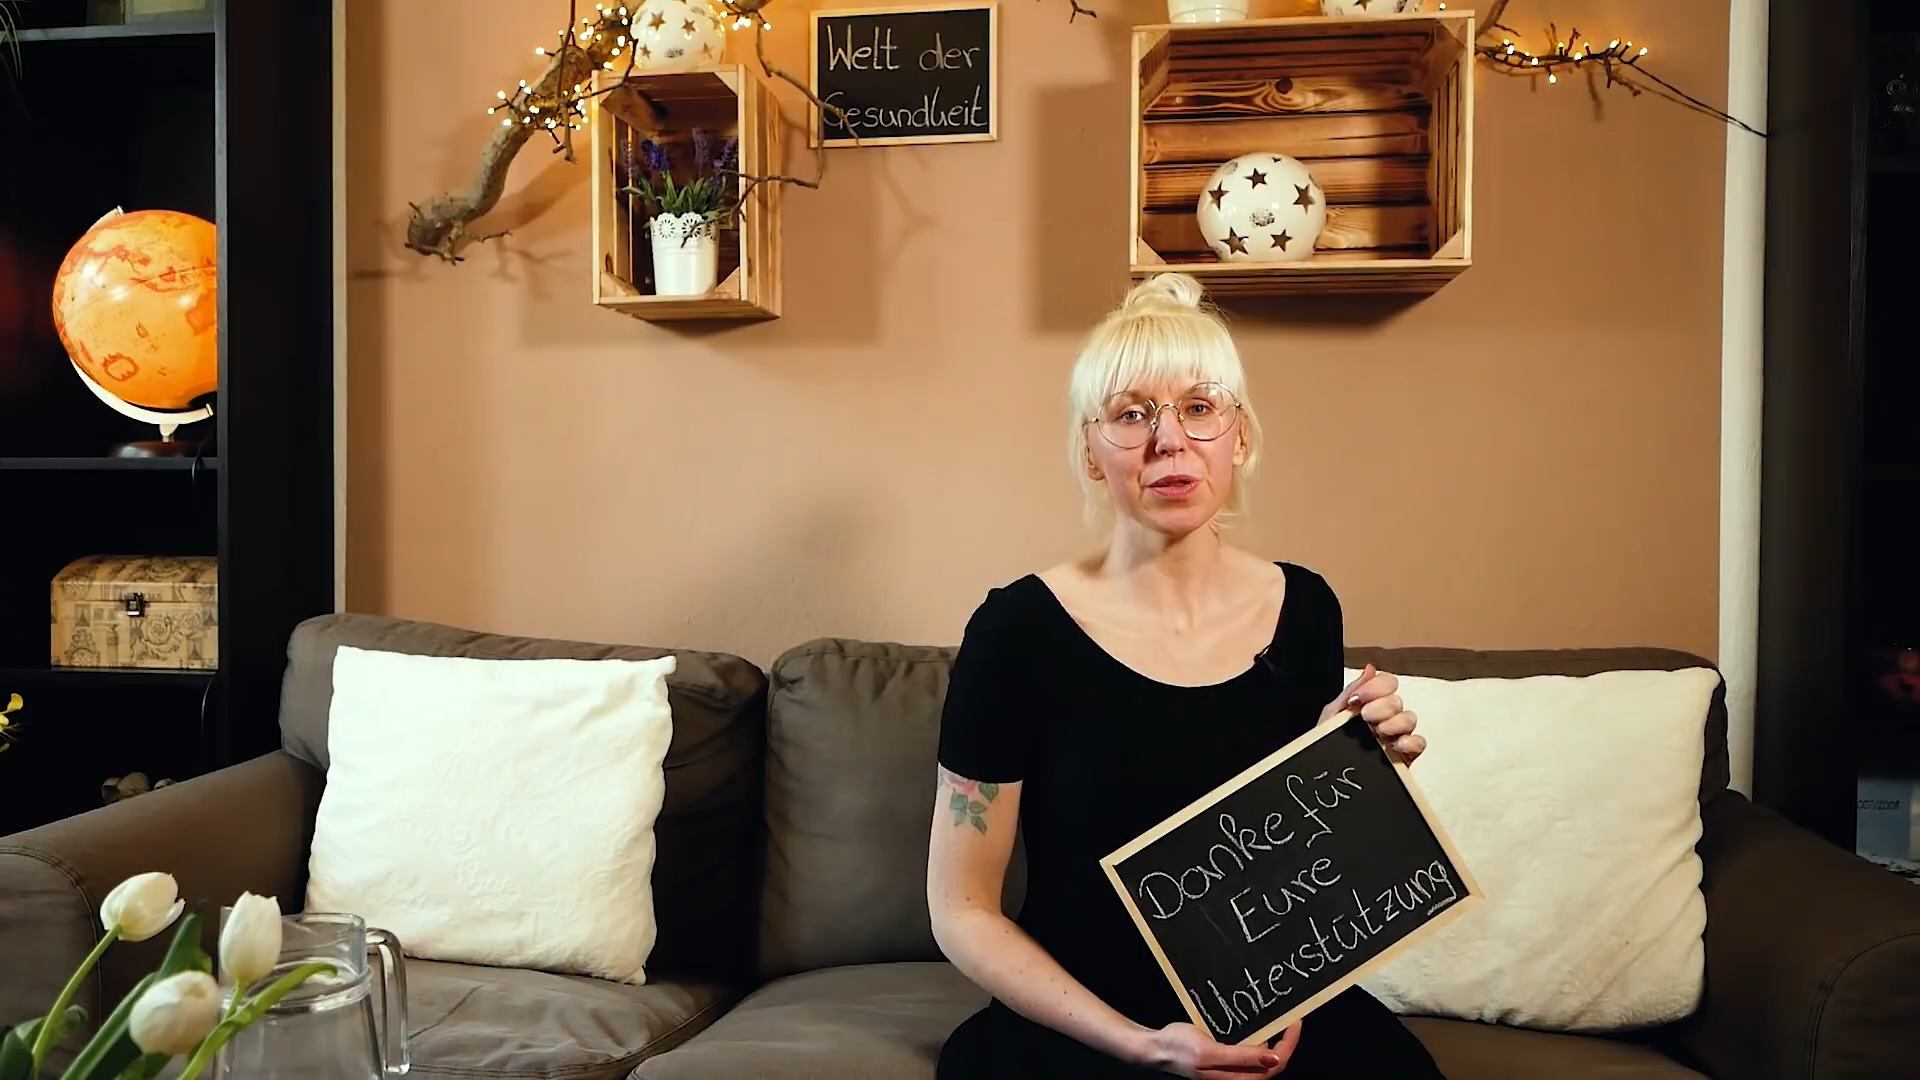 Welt der
Gesundheit
Danke für
Eure
Unterstützung